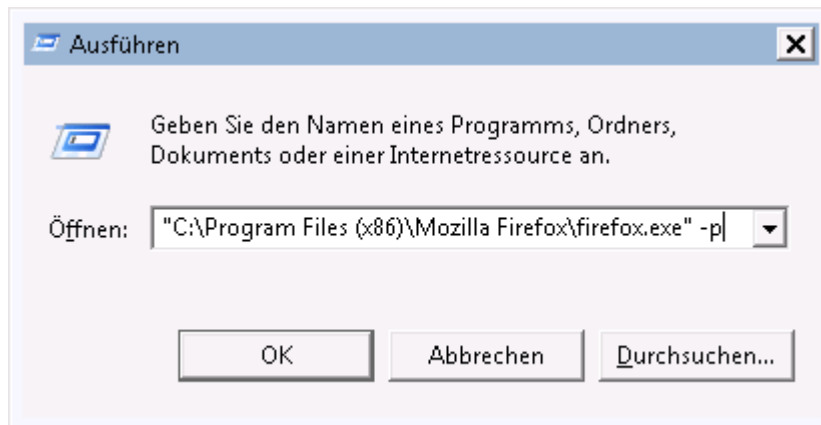 Ausführen
Geben Sie den Namen eines Programms, Ordners,
Dokuments oder einer Internetressource an.
Öffnen: "C:\Program Files (x86)\Mozilla Firefox\firefox.exe" -p
OK Abbrechen Durchsuchen...